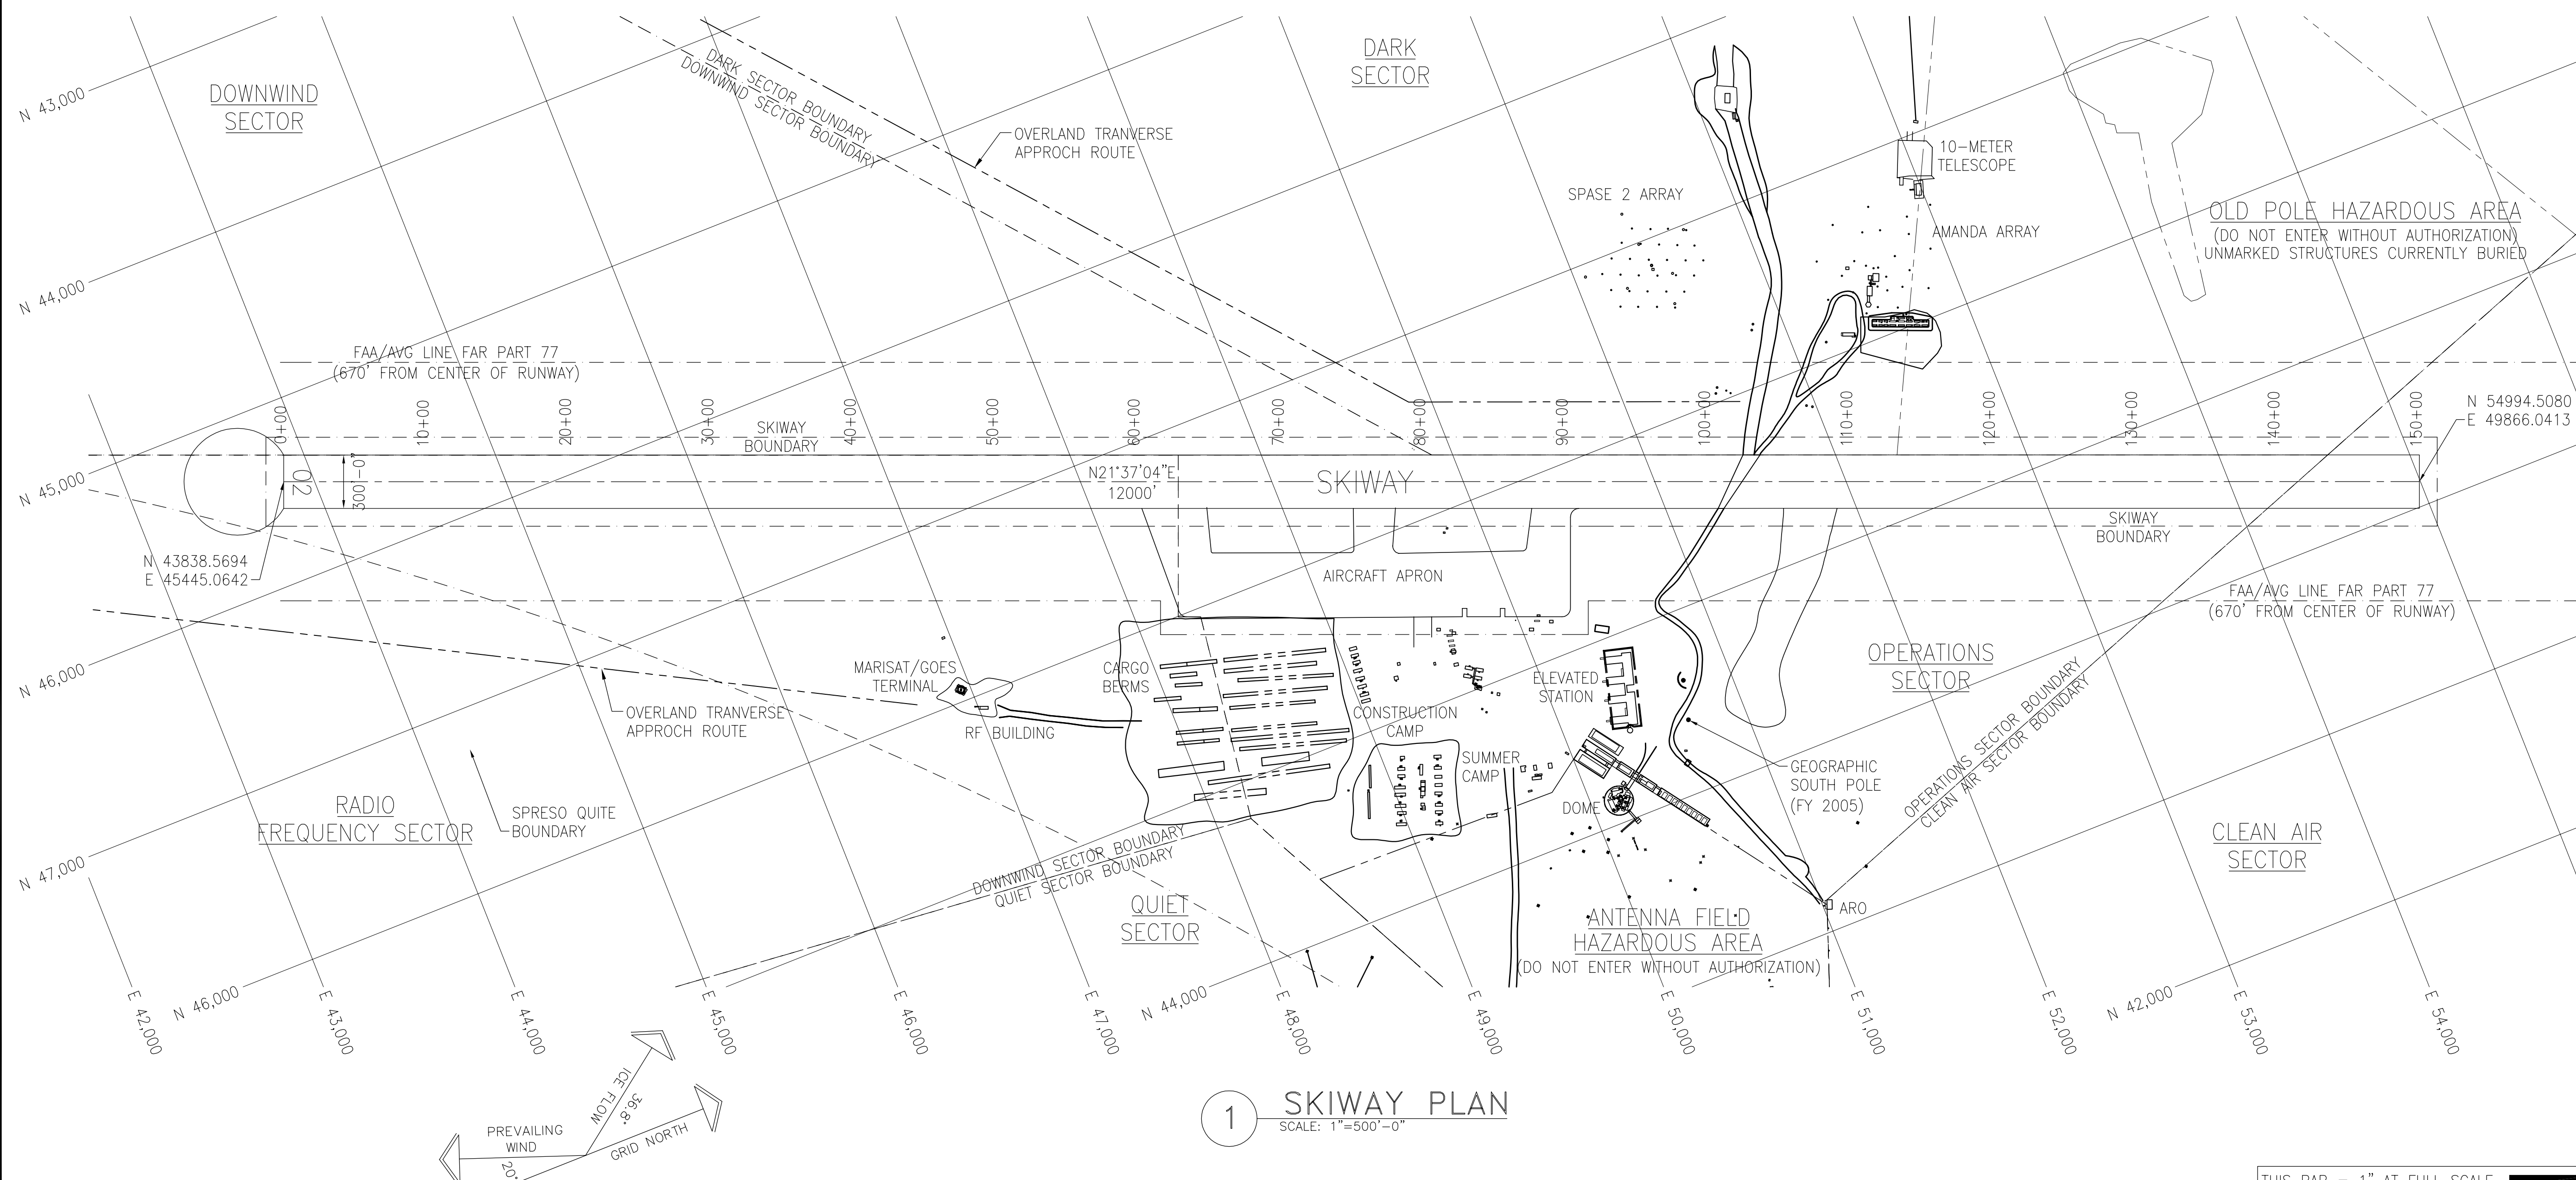 DOWNWIND
SECTOR
DARK SECTOR BOUNDARY
DOWNWIND SECTOR BOUNDARY
OVERLAND TRANVERSE
APPROCH ROUTE
DARK
SECTOR
SPASE 2 ARRAY
10-METER
TELESCOPE
AMANDA ARRAY
OLD POLE HAZARDOUS AREA
(DO NOT ENTER WITHOUT AUTHORIZATION)
UNMARKED STRUCTURES CURRENTLY BURIED
N 43,000
N 44,000
N 45,000
N 46,000
N 47,000
FAA/AVG LINE FAR PART 77
(670' FROM CENTER OF RUNWAY)
0+00
10+00
20+00
30+00
40+00
50+00
60+00
70+00
80+00
90+00
100+00
110+00
120+00
130+00
140+00
150+00
SKIWAY
BOUNDARY
N 54994.5080
E 49866.0413
02
300'-0"
N21°37'04"E
12000'
SKIWAY
SKIWAY
BOUNDARY
N 43838.5694
E 45445.0642
AIRCRAFT APRON
FAA/AVG LINE FAR PART 77
(670' FROM CENTER OF RUNWAY)
MARISAT/GOES
TERMINAL
RF BUILDING
CARGO
BERMS
CONSTRUCTION
CAMP
SUMMER
CAMP
ELEVATED
STATION
DOME
OPERATIONS
SECTOR
GEOGRAPHIC
SOUTH POLE
(FY 2005)
OPERATIONS SECTOR BOUNDARY
CLEAN AIR SECTOR BOUNDARY
CLEAN AIR
SECTOR
OVERLAND TRANVERSE
APPROCH ROUTE
RADIO
FREQUENCY SECTOR
SPRESO QUITE
BOUNDARY
DOWNWIND SECTOR BOUNDARY
QUIET SECTOR BOUNDARY
QUIET
SECTOR
ANTENNA FIELD
HAZARDOUS AREA
(DO NOT ENTER WITHOUT AUTHORIZATION)
ARO
N 46,000
N 44,000
N 42,000
E 42,000
E 43,000
E 44,000
E 45,000
E 46,000
E 47,000
E 48,000
E 49,000
E 50,000
E 51,000
E 52,000
E 53,000
E 54,000
ICE FLOW
36.8°
PREVAILING
WIND
GRID NORTH
20°
1
SKIWAY PLAN
SCALE: 1"=500'-0"
THIS BAR = 1" AT FULL SCALE